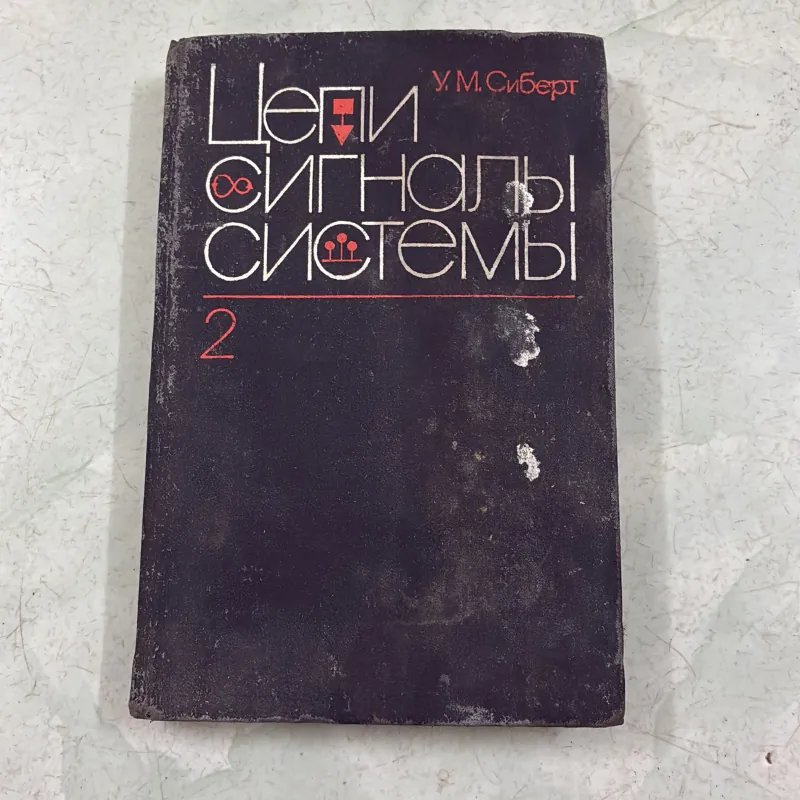 У. М. Сиберт
Цепи
сигналы
системы
2